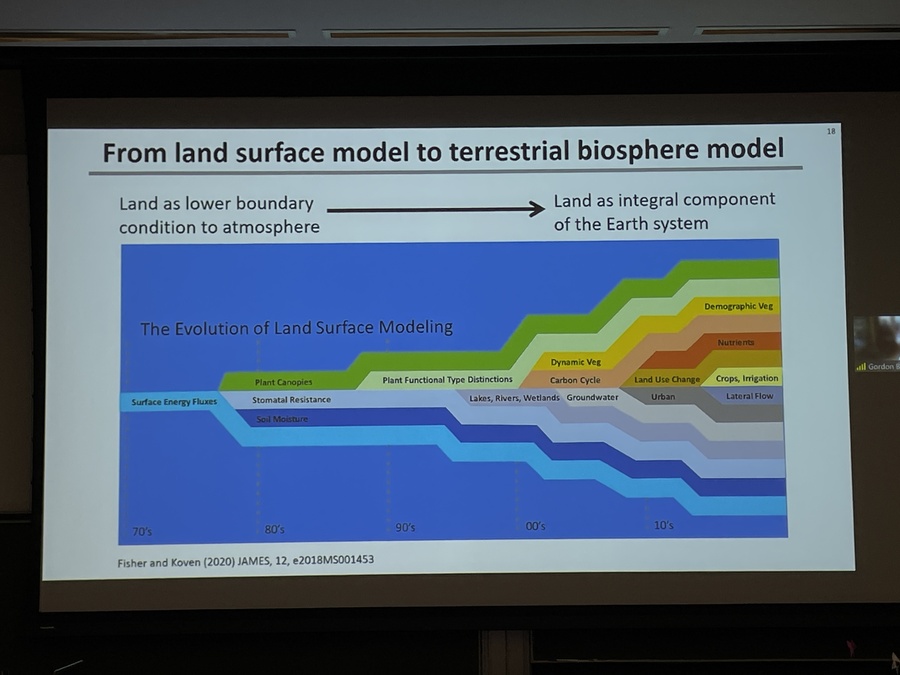 18
From land surface model to terrestrial biosphere model
Land as lower boundary
condition to atmosphere
Land as integral component
of the Earth system
The Evolution of Land Surface Modeling
Demographic Veg
Nutrients
Dynamic Veg
Plant Canopies
Plant Functional Type Distinctions
Carbon Cycle
Land Use Change
Crops, Irrigation
Surface Energy Fluxes
Stomatal Resistance
Lakes, Rivers, Wetlands
Groundwater
Urban
Lateral Flow
Soil Moisture
70's
80's
90's
00's
10's
Fisher and Koven (2020) JAMES, 12, e2018MS001453
Gordon